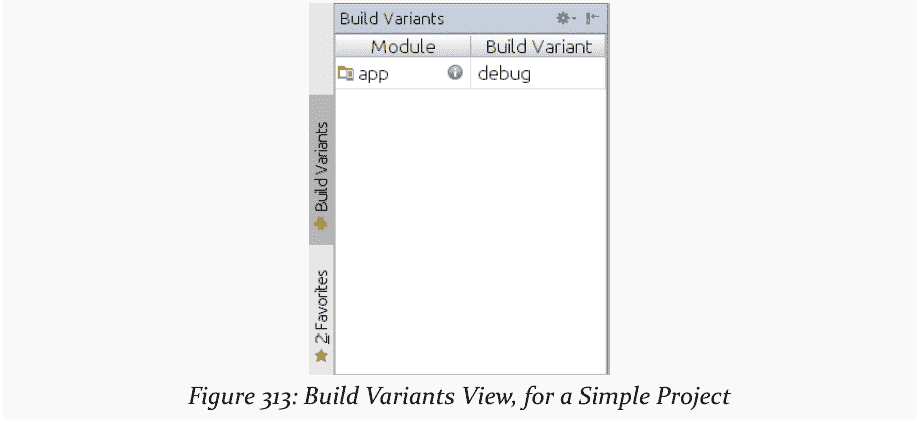 Build Variants
Module Build Variant
app debug
Build Variants
2: Favorites
Figure 313: Build Variants View, for a Simple Project